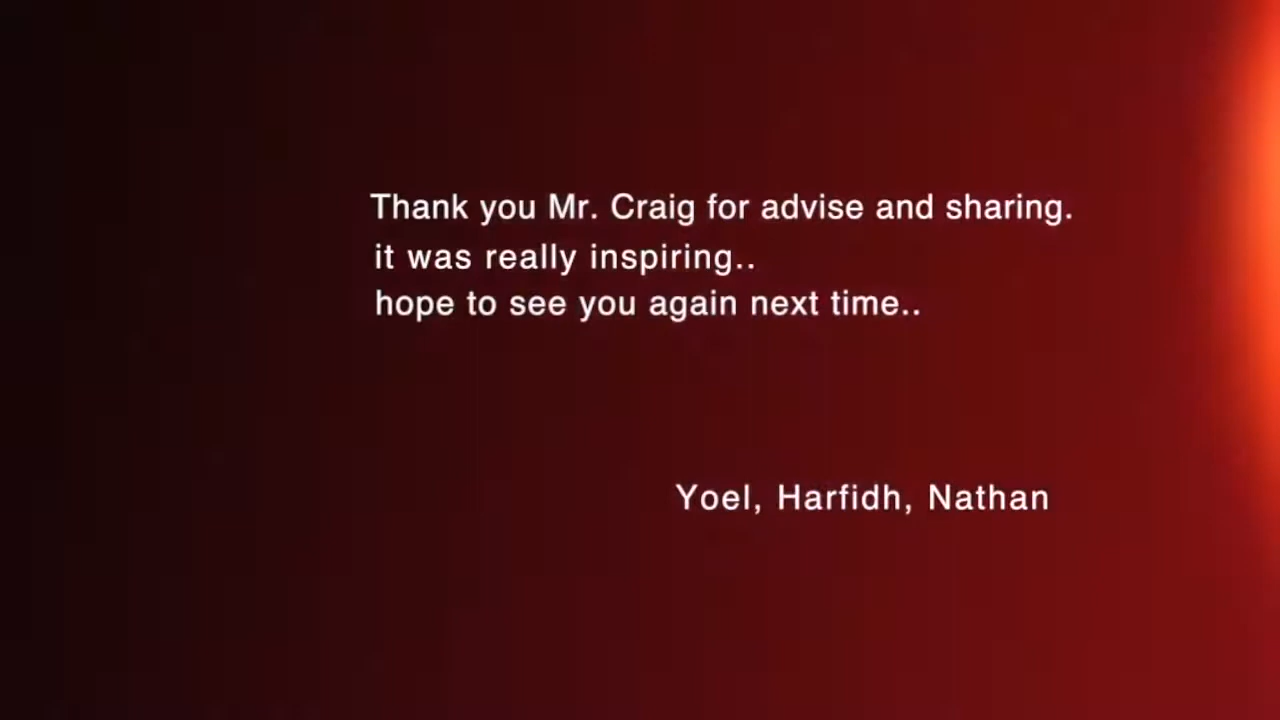 Thank you Mr. Craig for advise and sharing.
it was really inspiring..
hope to see you again next time..
Yoel, Harfidh, Nathan